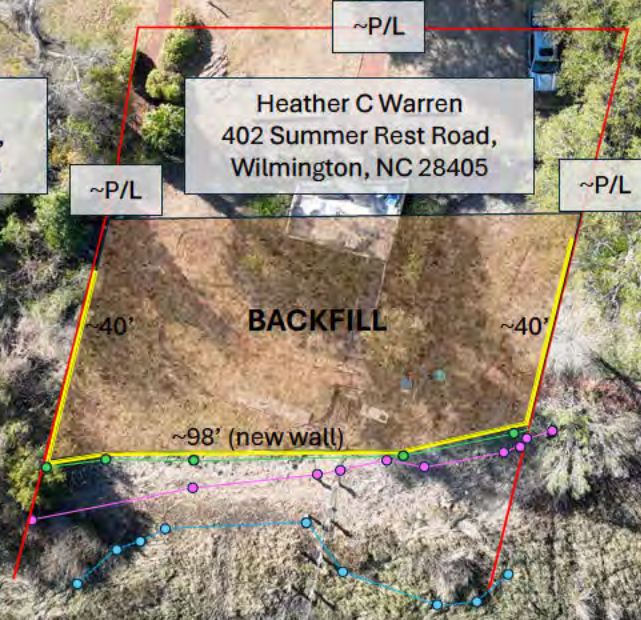 ~P/L
Heather C Warren
402 Summer Rest Road,
Wilmington, NC 28405
~P/L
~P/L
BACKFILL
~40'
~40'
~98' (new wall)